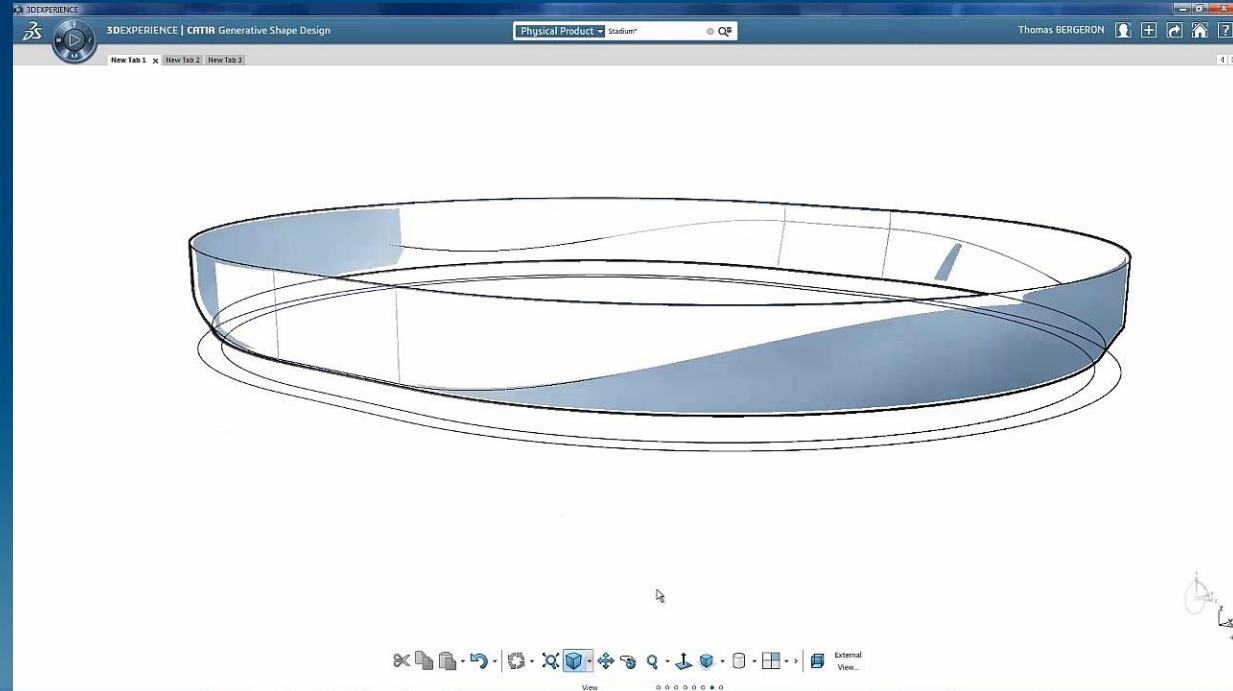 3DEXPERIENCE
3DEXPERIENCE | CATIA Generative Shape Design
Physical Product Stadium*
Thomas BERGERON
New Tab 1 x New Tab 2 New Tab 3
External
View...
View